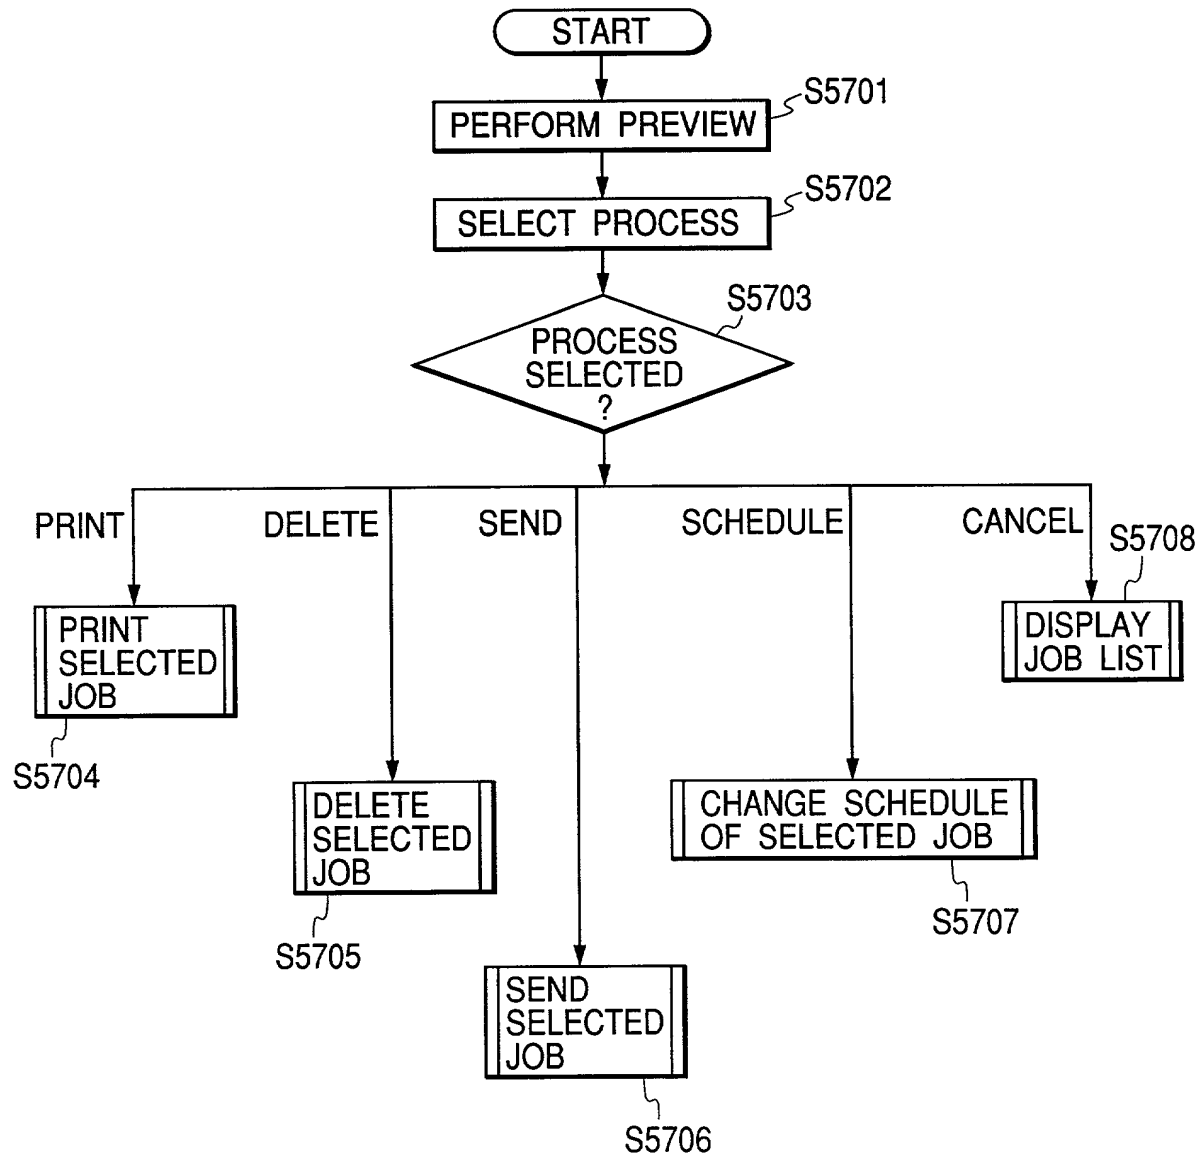 START
S5701
PERFORM PREVIEW
S5702
SELECT PROCESS
S5703
PROCESS
SELECTED
?
PRINT
DELETE
SEND
SCHEDULE
CANCEL
S5708
PRINT
SELECTED
JOB
S5704
DISPLAY
JOB LIST
DELETE
SELECTED
JOB
S5705
CHANGE SCHEDULE
OF SELECTED JOB
S5707
SEND
SELECTED
JOB
S5706